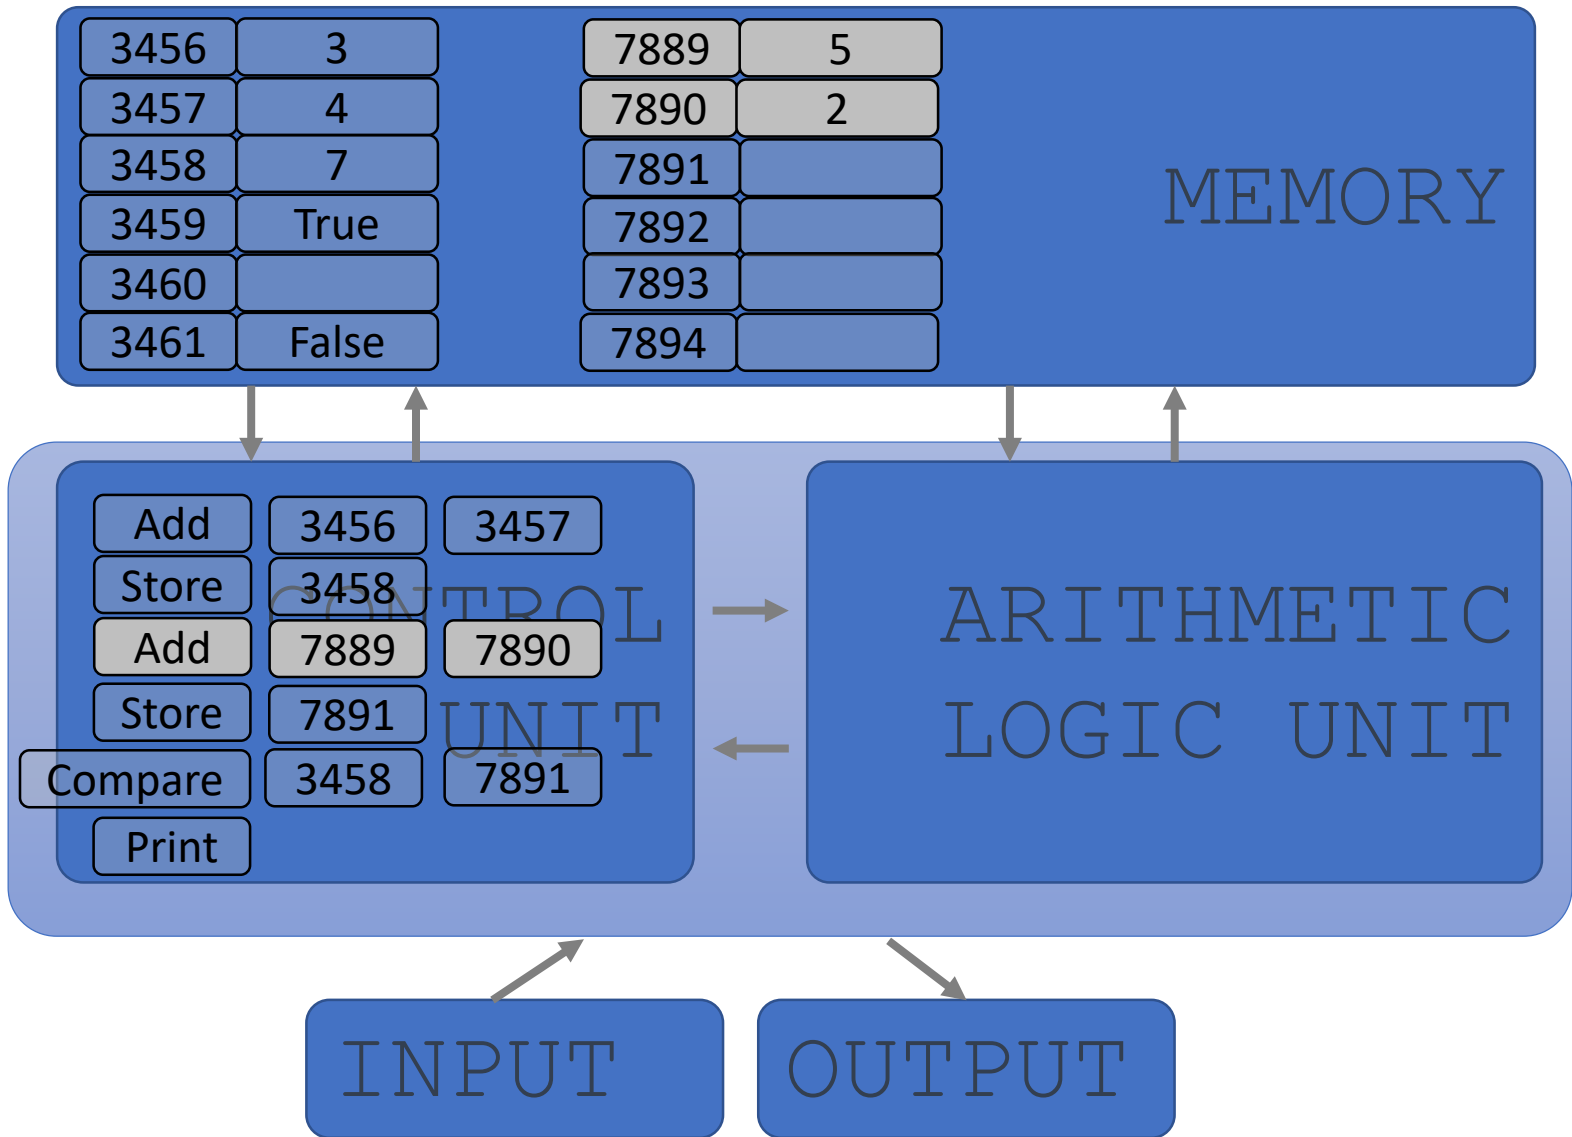 3456 3
3457 4
3458 7
3459 True
3460
3461 False
7889 5
7890 2
7891
7892
7893
7894
MEMORY
Add 3456 3457
Store 3458
Add 7889 7890
Store 7891
Compare 3458 7891
Print
CONTROL
UNIT
ARITHMETIC
LOGIC UNIT
INPUT
OUTPUT